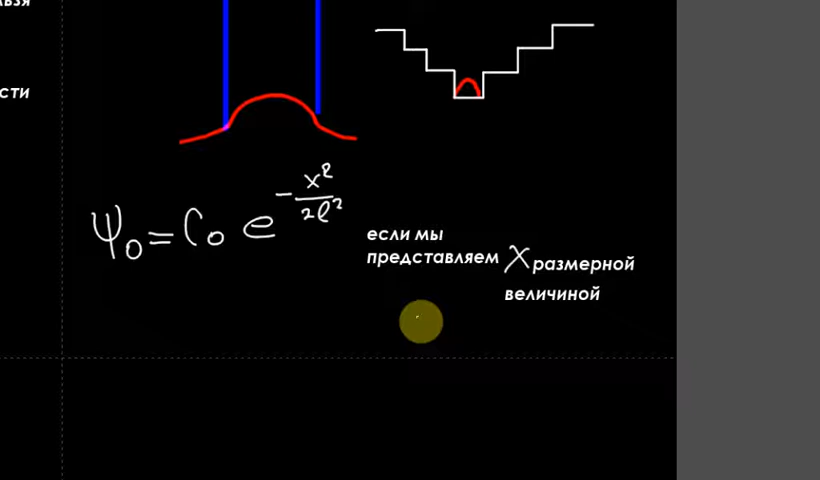 сти
ψ₀ = C₀ e^(-x²/2ℓ²)
если мы
представляем x размерной
величиной